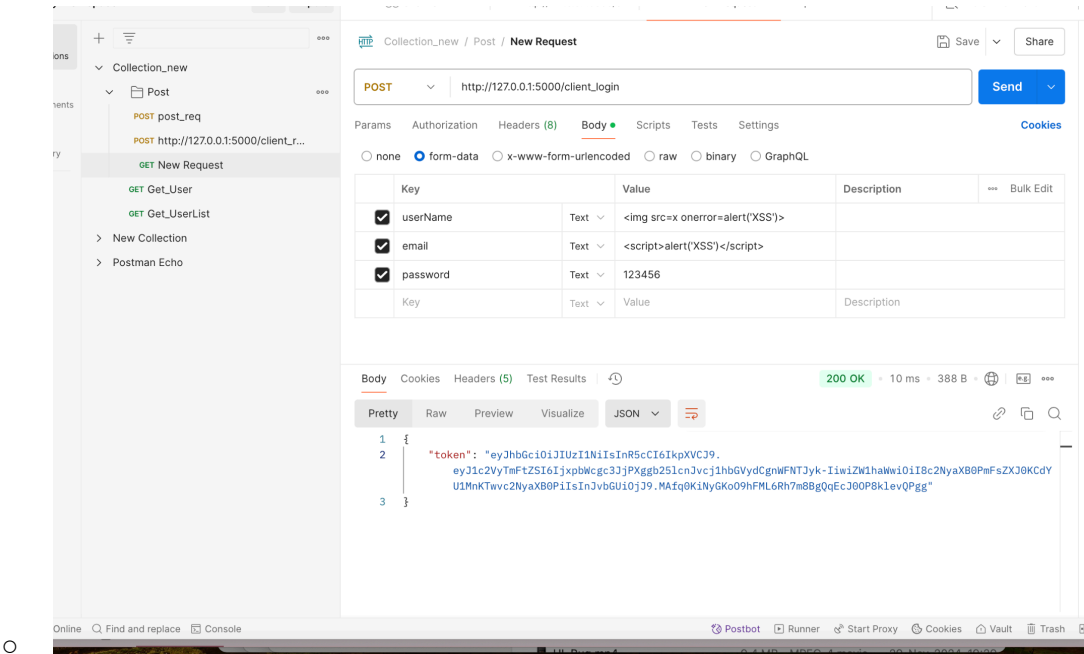 HTTP Collection_new / Post / New Request
Save
Share
ions
Collection_new
Post
POST http://127.0.0.1:5000/client_login
Send
nents
POST post_req
Params Authorization Headers (8) Body Scripts Tests Settings Cookies
POST http://127.0.0.1:5000/client_r...
ry
none form-data x-www-form-urlencoded raw binary GraphQL
GET New Request
Key Value Description Bulk Edit
GET Get_User
GET Get_UserList
userName Text <img src=x onerror=alert('XSS')>
New Collection
email Text <script>alert('XSS')</script>
Postman Echo
password Text 123456
Key Text Value Description
Body Cookies Headers (5) Test Results 200 OK 10 ms 388 B e.g.
Pretty Raw Preview Visualize JSON
1 {
2 "token": "eyJhbGciOiJIUzI1NiIsInR5cCI6IkpXVCJ9.
eyJ1c2VyTmFtZSI6IjxpbWcgc3JjPXggb25lcnJvcj1hbGVydCgnWFNTJyk-IiwiZW1haWwiOiI8c2NyaXB0PmFsZXJ0KCdY
U1MnKTwvc2NyaXB0PiIsInJvbGUiOjJ9.MAfq0KiNyGKoO9hFML6Rh7m8BgQqEcJ0OP8klevQPgg"
3 }
Online Find and replace Console Postbot Runner Start Proxy Cookies Vault Trash